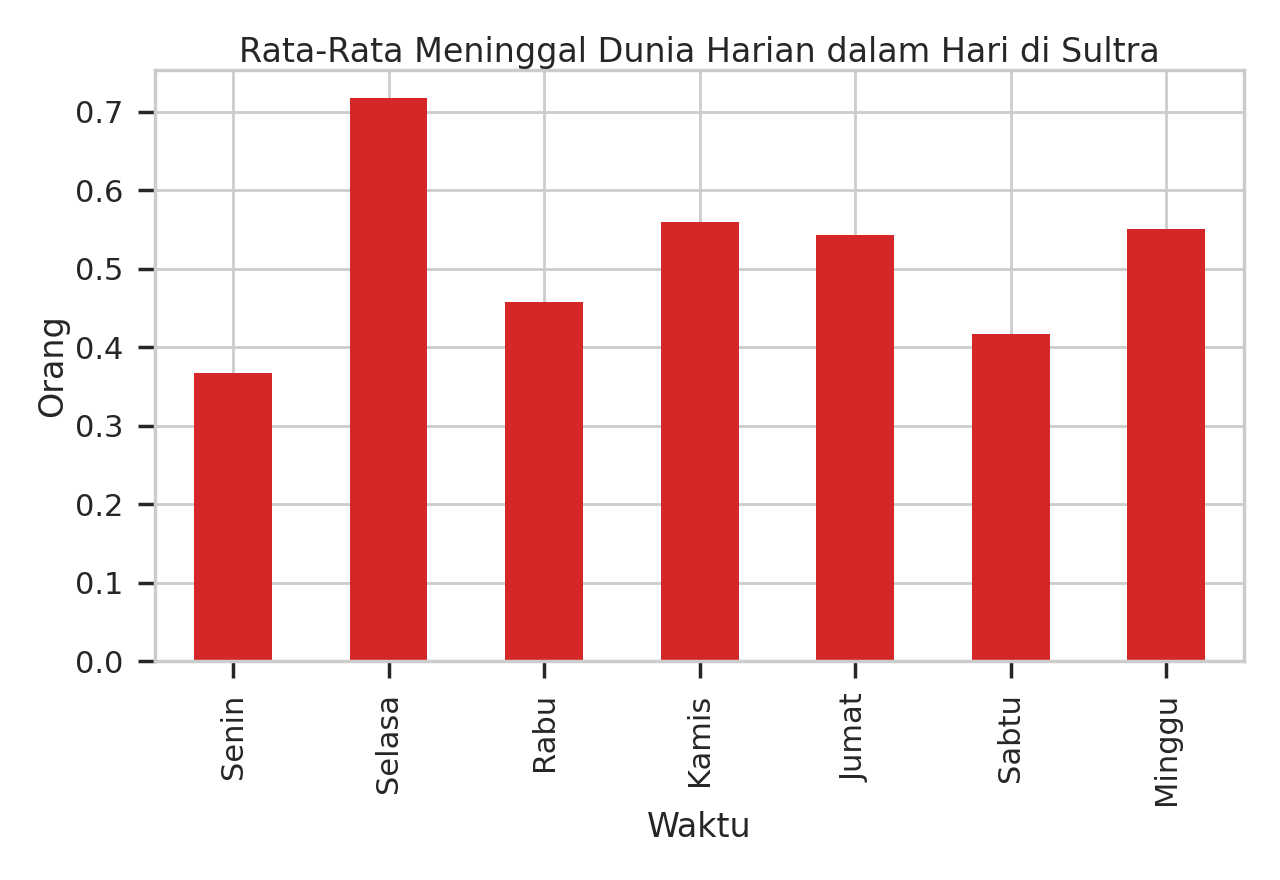 Rata-Rata Meninggal Dunia Harian dalam Hari di Sultra
0.7
0.6
0.5
0.4
0.3
0.2
0.1
0.0
Orang
Senin
Selasa
Rabu
Kamis
Jumat
Sabtu
Minggu
Waktu